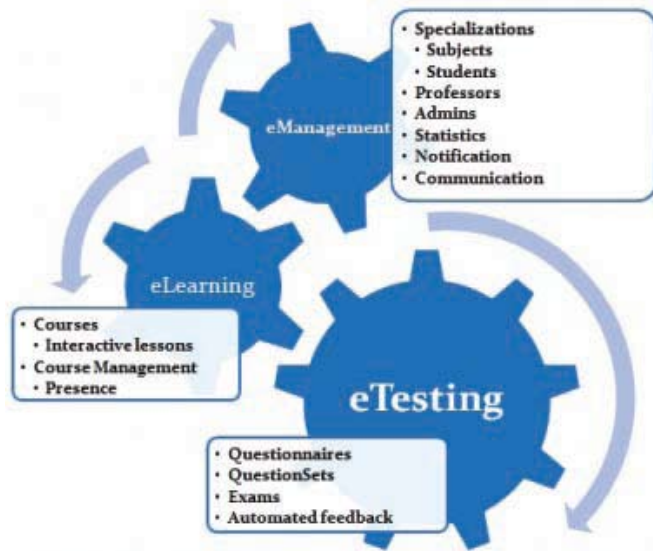 • Specializations
• Subjects
• Students
• Professors
• Admins
• Statistics
• Notification
• Communication
eManagement
eLearning
• Courses
• Interactive lessons
• Course Management
• Presence
eTesting
• Questionnaires
• QuestionSets
• Exams
• Automated feedback